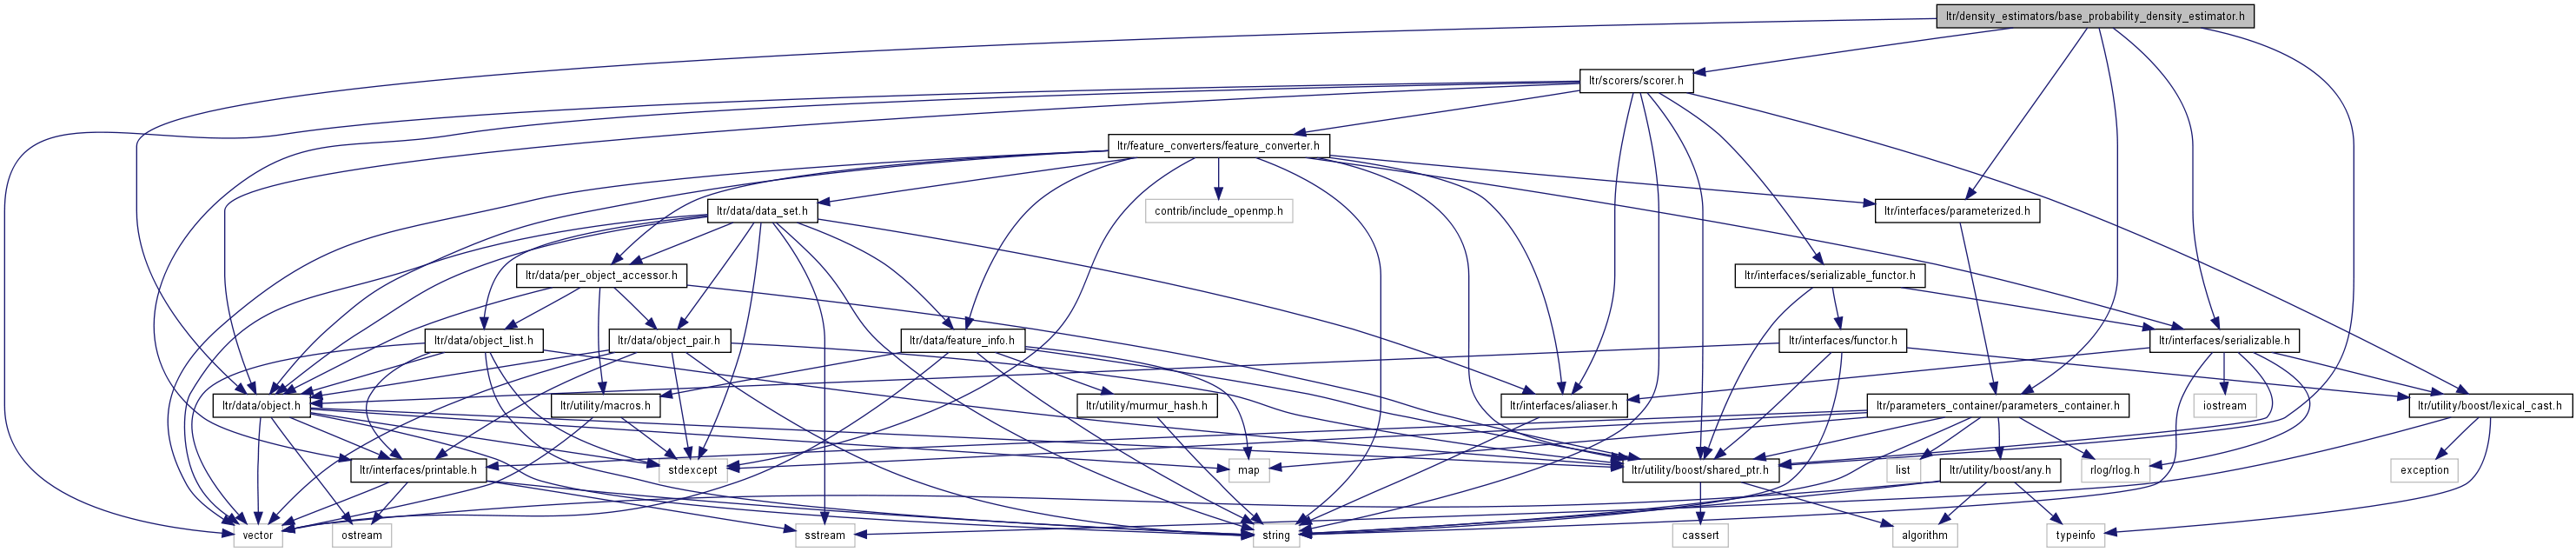 ltr/density_estimators/base_probability_density_estimator.h
ltr/scorers/scorer.h
ltr/feature_converters/feature_converter.h
ltr/data/data_set.h
contrib/include_openmp.h
ltr/interfaces/parameterized.h
ltr/data/per_object_accessor.h
ltr/interfaces/serializable_functor.h
ltr/data/object_list.h
ltr/data/object_pair.h
ltr/data/feature_info.h
ltr/interfaces/functor.h
ltr/interfaces/serializable.h
ltr/data/object.h
ltr/utility/macros.h
ltr/utility/murmur_hash.h
ltr/interfaces/aliaser.h
ltr/parameters_container/parameters_container.h
iostream
ltr/utility/boost/lexical_cast.h
ltr/interfaces/printable.h
stdexcept
map
ltr/utility/boost/shared_ptr.h
list
ltr/utility/boost/any.h
rlog/rlog.h
exception
vector
ostream
sstream
string
cassert
algorithm
typeinfo